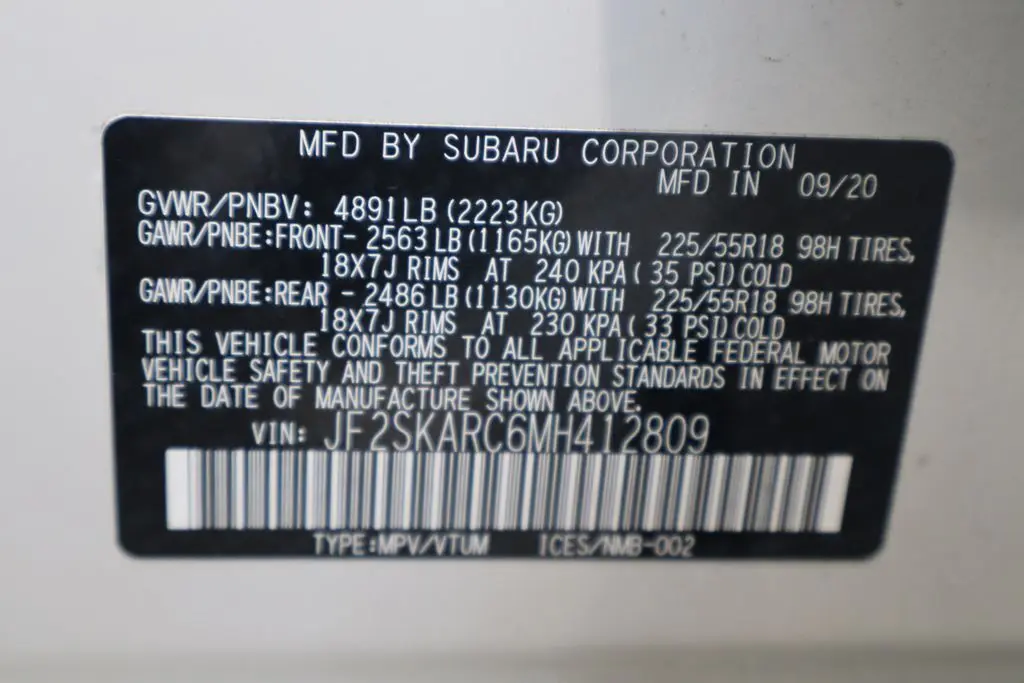 MFD BY SUBARU CORPORATION
MFD IN 09/20
GVWR/PNBV: 4891LB (2223KG)
GAWR/PNBE:FRONT- 2563 LB (1165KG) WITH 225/55R18 98H TIRES,
18X7J RIMS AT 240 KPA ( 35 PSI) COLD
GAWR/PNBE:REAR - 2486 LB (1130KG) WITH 225/55R18 98H TIRES,
18X7J RIMS AT 230 KPA ( 33 PSI) COLD
THIS VEHICLE CONFORMS TO ALL APPLICABLE FEDERAL MOTOR
VEHICLE SAFETY AND THEFT PREVENTION STANDARDS IN EFFECT ON
THE DATE OF MANUFACTURE SHOWN ABOVE.
VIN: JF2SKARC6MH412809
TYPE:MPV/VTUM ICES/NMB-002